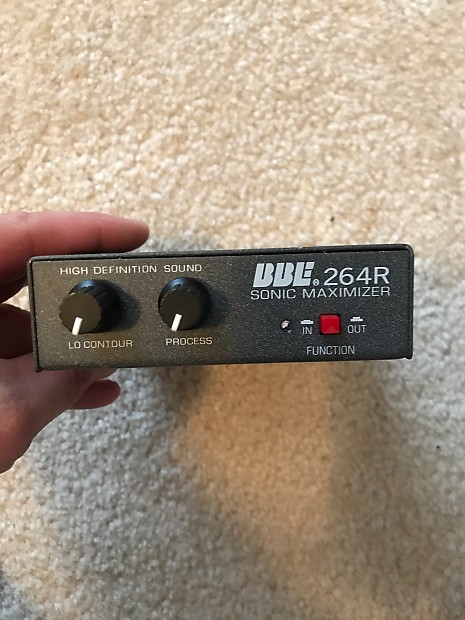 HIGH DEFINITION SOUND
BBE® 264R
SONIC MAXIMIZER
LO CONTOUR
PROCESS
IN
OUT
FUNCTION